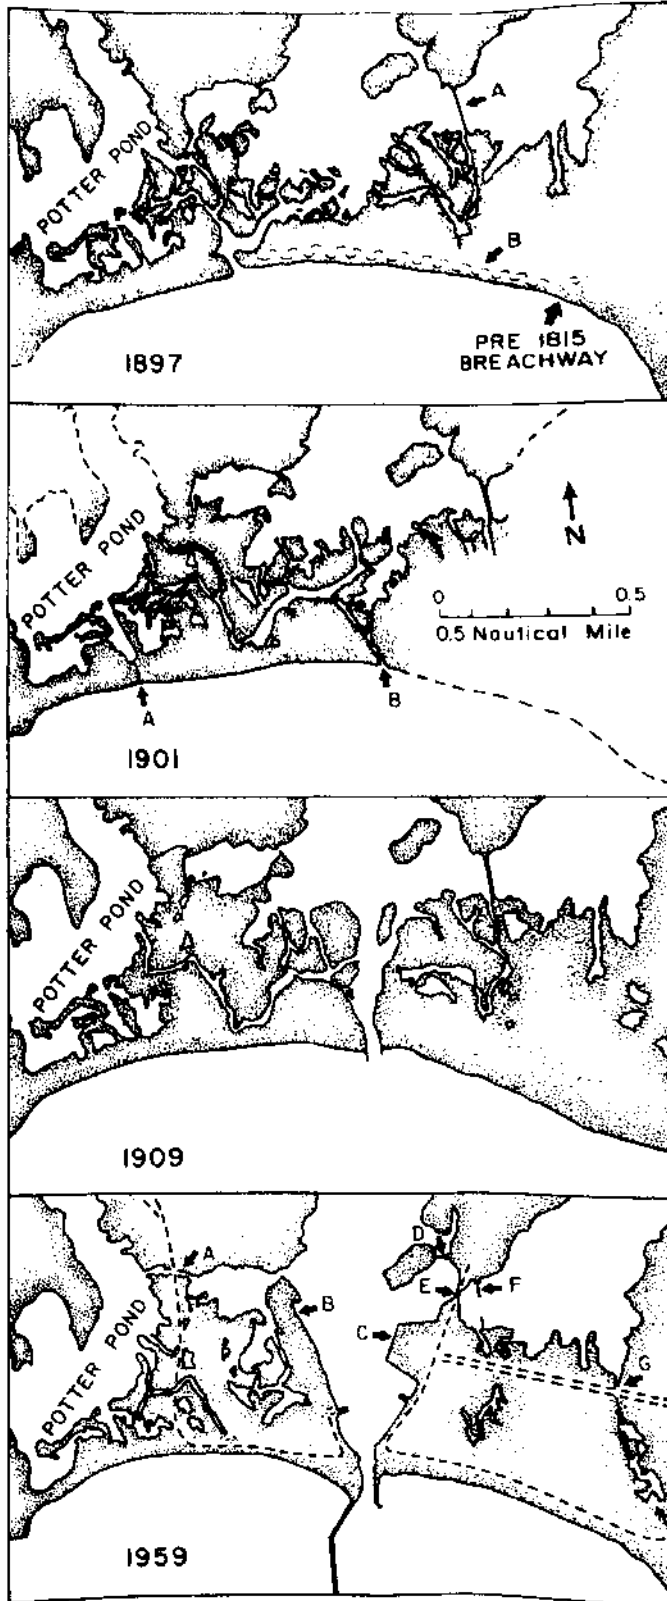 A
POTTER POND
B
PRE 1815
BREACHWAY
1897
POTTER POND
N
0 0.5
0.5 Nautical Mile
A
B
1901
POTTER POND
1909
D
A
E
F
B
C
G
POTTER POND
1959